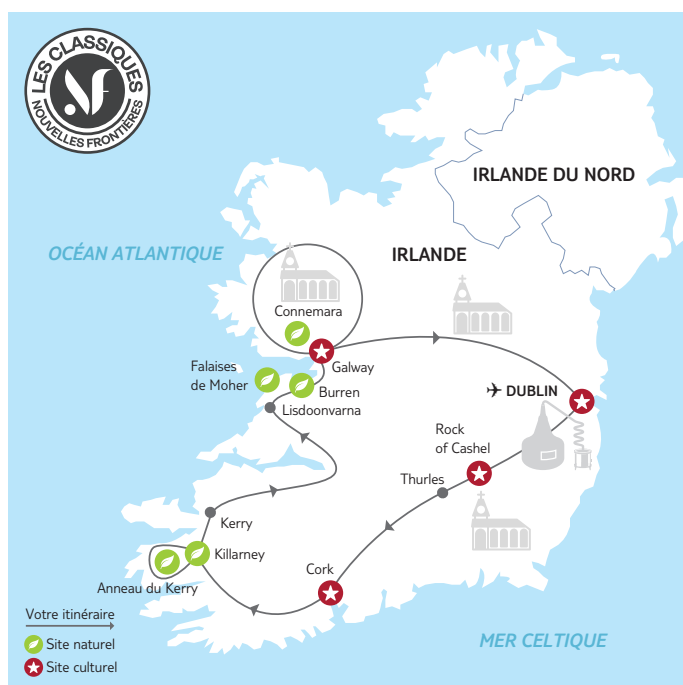 LES CLASSIQUES
NF
NOUVELLES FRONTIÈRES
IRLANDE DU NORD
OCÉAN ATLANTIQUE
IRLANDE
Connemara
Galway
Falaises
de Moher
Burren
Lisdoonvarna
DUBLIN
Rock
of Cashel
Thurles
Kerry
Killarney
Anneau du Kerry
Cork
Votre itinéraire
Site naturel
Site culturel
MER CELTIQUE